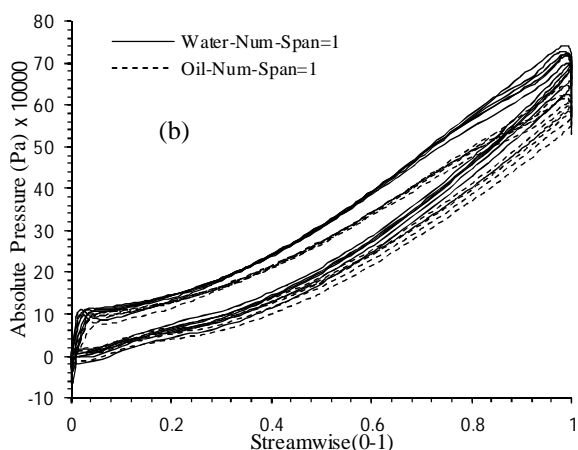 80
Water-Num-Span=1
70
Oil-Num-Span=1
60
(b)
50
40
30
20
10
0
-10
Absolute Pressure (Pa) x 10000
0 0.2 0.4 0.6 0.8 1
Streamwise(0-1)